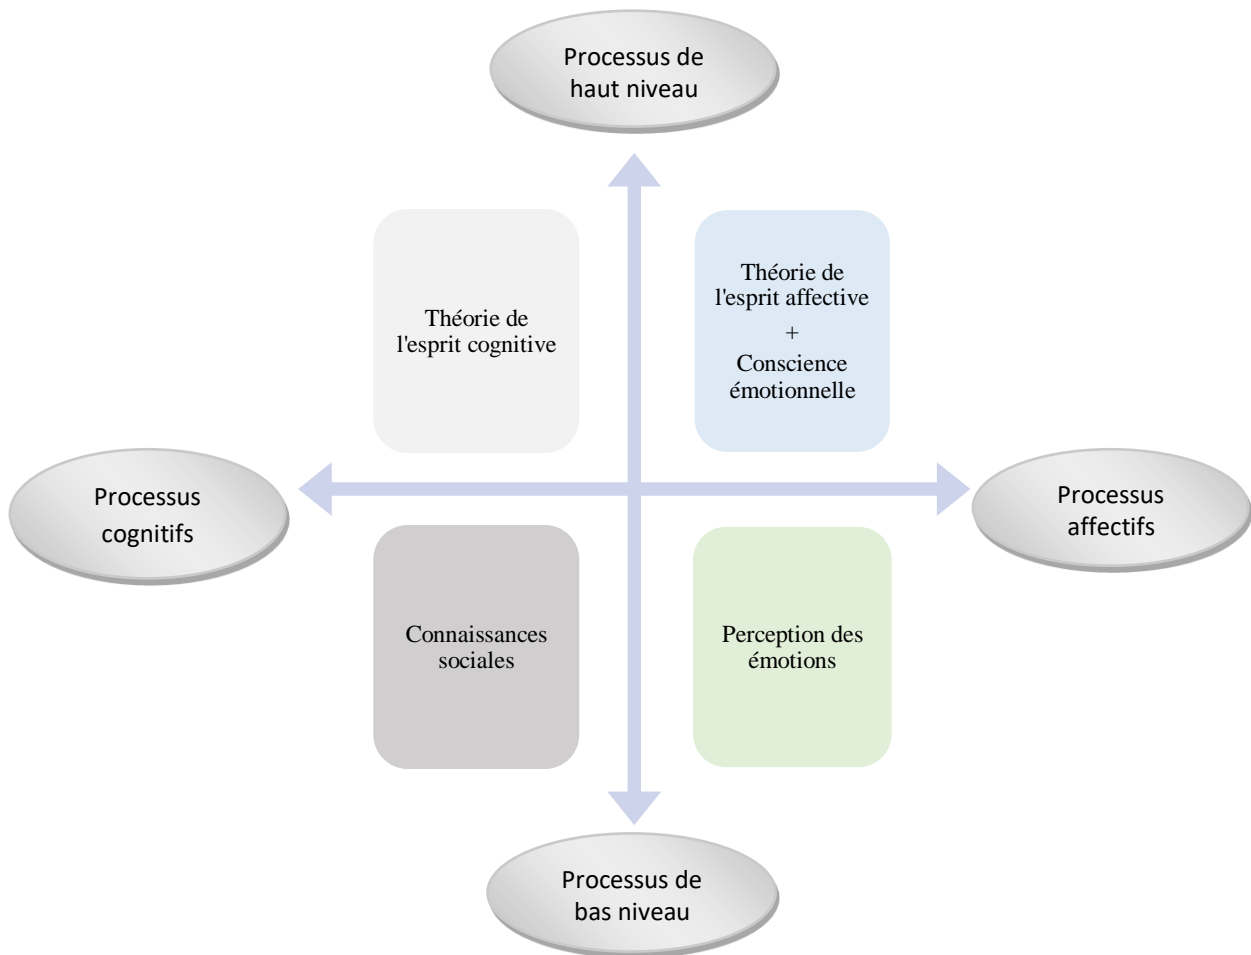 Processus de
haut niveau
Théorie de
l'esprit cognitive
Théorie de
l'esprit affective
+
Conscience
émotionnelle
Processus
cognitifs
Processus
affectifs
Connaissances
sociales
Perception des
émotions
Processus de
bas niveau